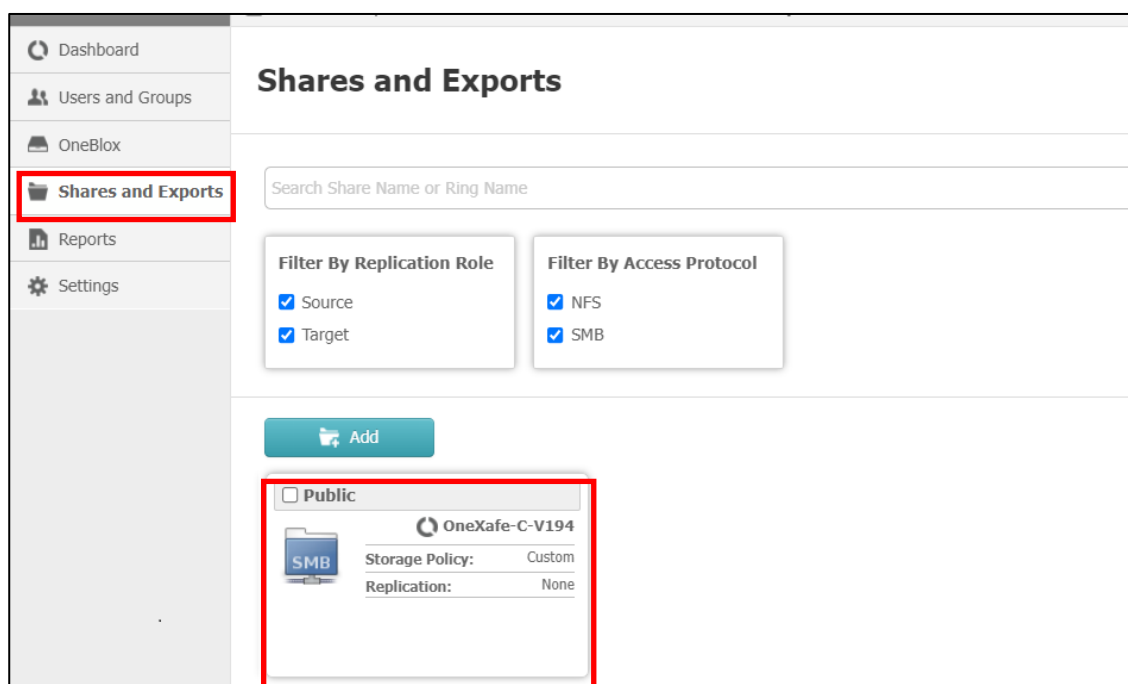 Dashboard
Users and Groups
OneBlox
Shares and Exports
Reports
Settings
Shares and Exports
Search Share Name or Ring Name
Filter By Replication Role
Source
Target
Filter By Access Protocol
NFS
SMB
Add
Public
OneXafe-C-V194
SMB
Storage Policy: Custom
Replication: None